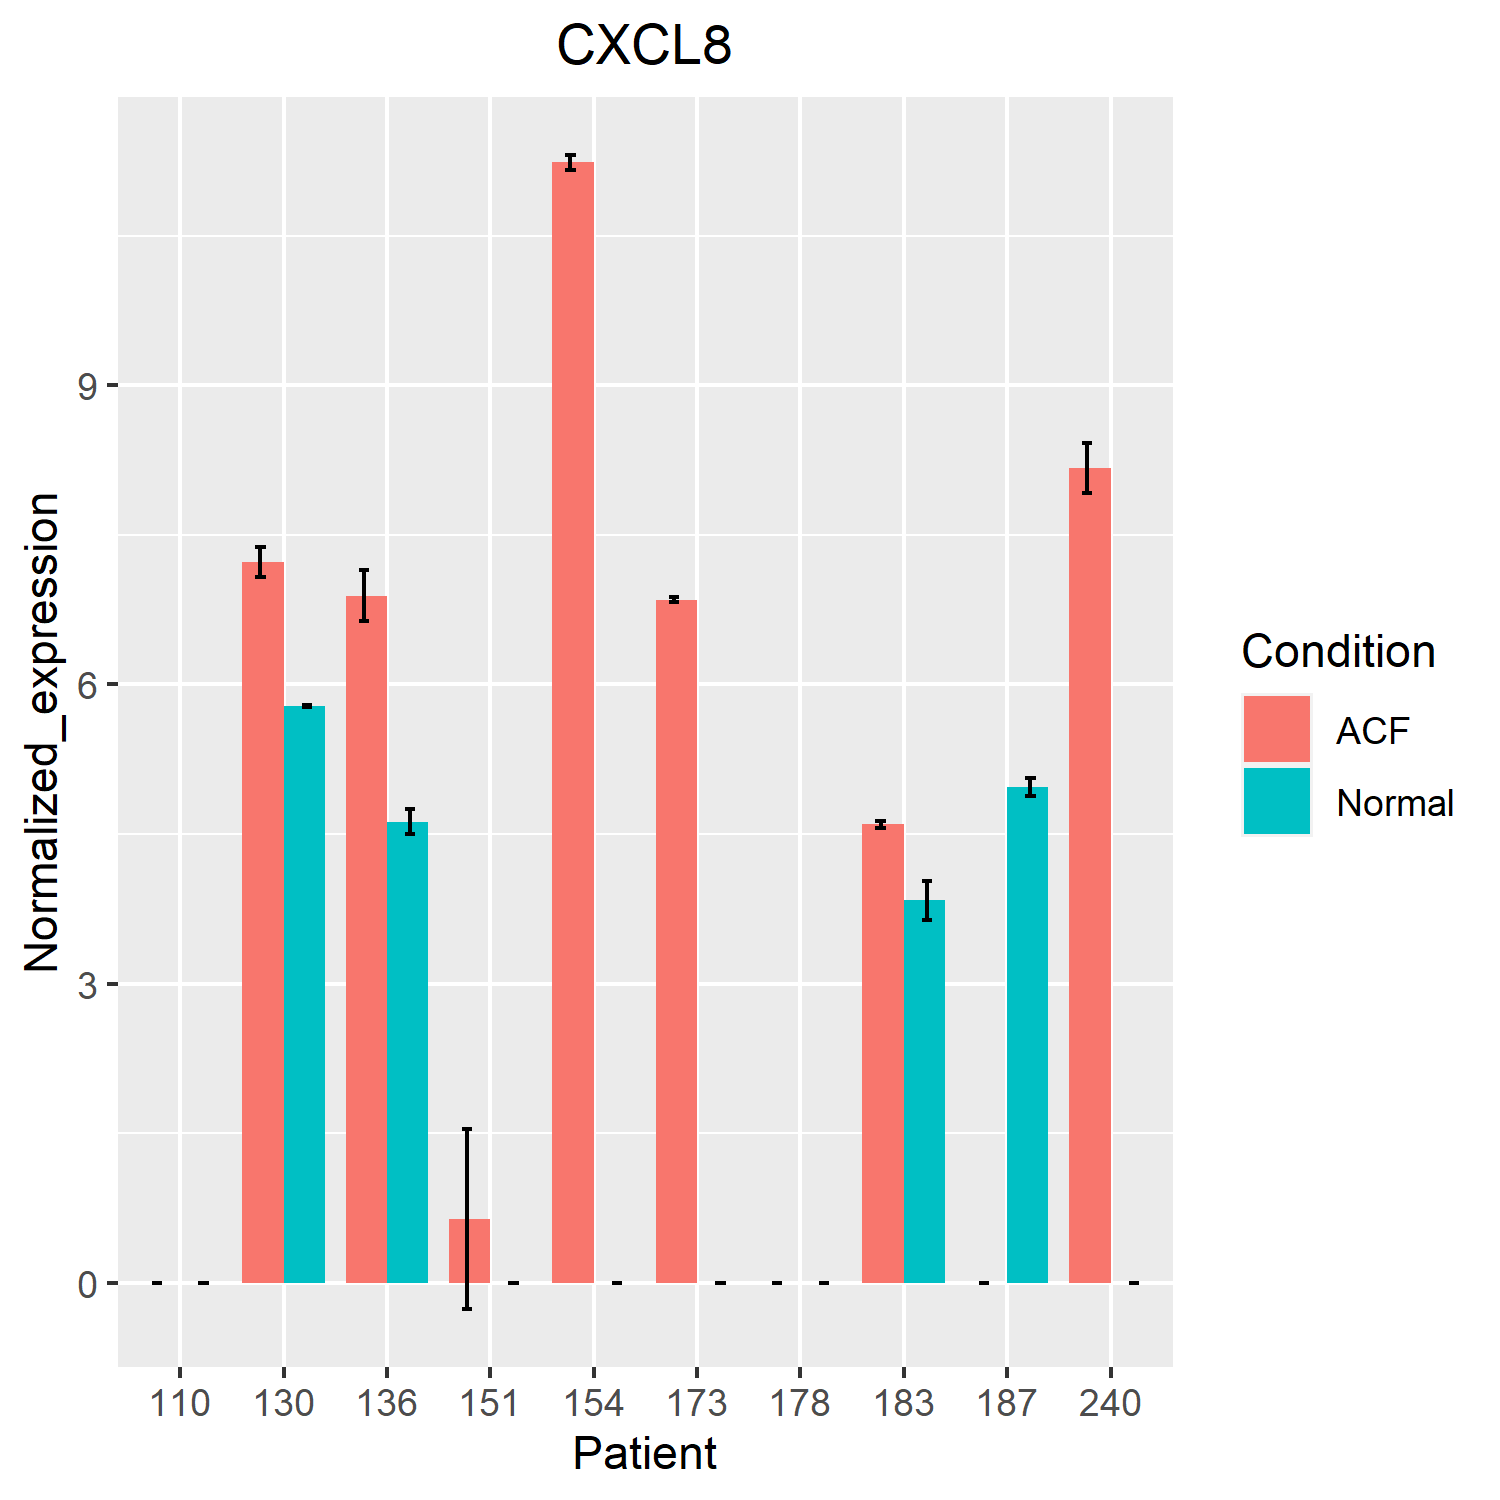 CXCL8
Normalized_expression
9
6
3
0
110 130 136 151 154 173 178 183 187 240
Patient
Condition
ACF
Normal